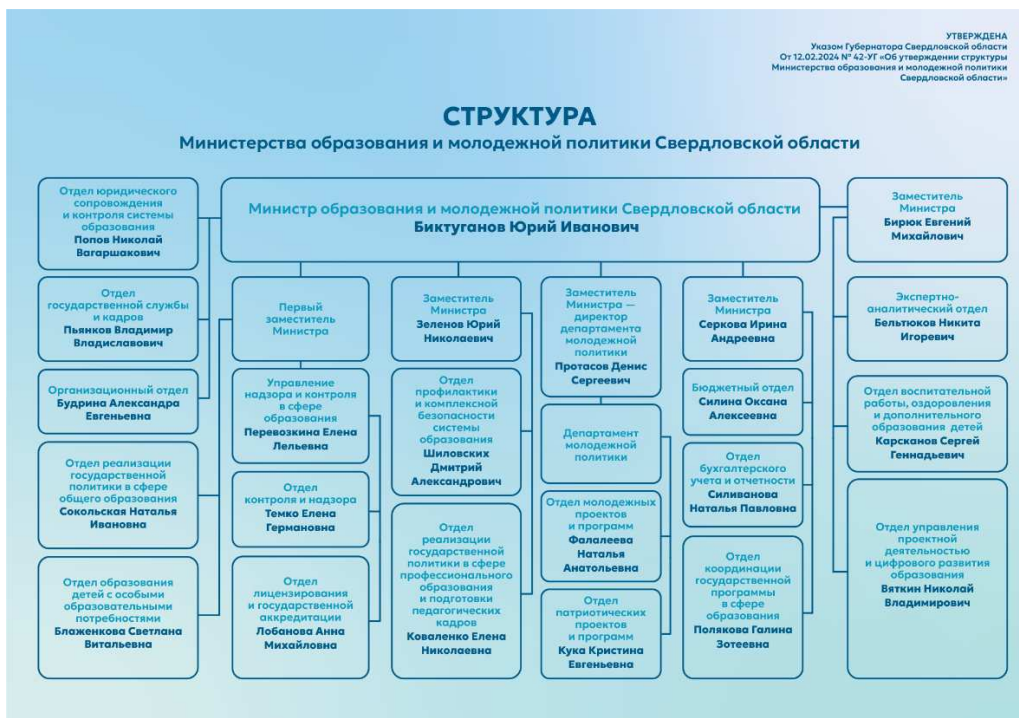 УТВЕРЖДЕНА
Указом Губернатора Свердловской области
От 12.02.2024 № 42-УГ «Об утверждении структуры
Министерства образования и молодежной политики
Свердловской области»
СТРУКТУРА
Министерства образования и молодежной политики Свердловской области
Министр образования и молодежной политики Свердловской области
Биктуганов Юрий Иванович
Отдел юридического
сопровождения
и контроля системы
образования
Попов Николай
Вагаршакович
Отдел
государственной службы
и кадров
Пьянков Владимир
Владиславович
Организационный отдел
Будрина Александра
Евгеньевна
Отдел реализации
государственной
политики в сфере
общего образования
Сокольская Наталья
Ивановна
Отдел образования
детей с особыми
образовательными
потребностями
Блаженкова Светлана
Витальевна
Первый
заместитель
Министра
Управление
надзора и контроля
в сфере
образования
Перевозкина Елена
Лельевна
Отдел
контроля и надзора
Темко Елена
Германовна
Отдел
лицензирования
и государственной
аккредитации
Лобанова Анна
Михайловна
Заместитель
Министра
Зеленов Юрий
Николаевич
Отдел
профилактики
и комплексной
безопасности
системы
образования
Шиловских
Дмитрий
Александрович
Отдел
реализации
государственной
политики в сфере
профессионального
образования
и подготовки
педагогических
кадров
Коваленко Елена
Николаевна
Заместитель
Министра —
директор
департамента
молодежной
политики
Протасов Денис
Сергеевич
Департамент
молодежной
политики
Отдел молодежных
проектов
и программ
Фалалеева
Наталья
Анатольевна
Отдел
патриотических
проектов
и программ
Кука Кристина
Евгеньевна
Заместитель
Министра
Серкова Ирина
Андреевна
Бюджетный отдел
Силина Оксана
Алексеевна
Отдел
бухгалтерского
учета и отчетности
Силиванова
Наталья Павловна
Отдел
координации
государственной
программы
в сфере
образования
Полякова Галина
Зотеевна
Заместитель
Министра
Бирюк Евгений
Михайлович
Экспертно-
аналитический отдел
Бельтюков Никита
Игоревич
Отдел воспитательной
работы, оздоровления
и дополнительного
образования детей
Карсканов Сергей
Геннадьевич
Отдел управления
проектной
деятельностью
и цифрового развития
образования
Вяткин Николай
Владимирович